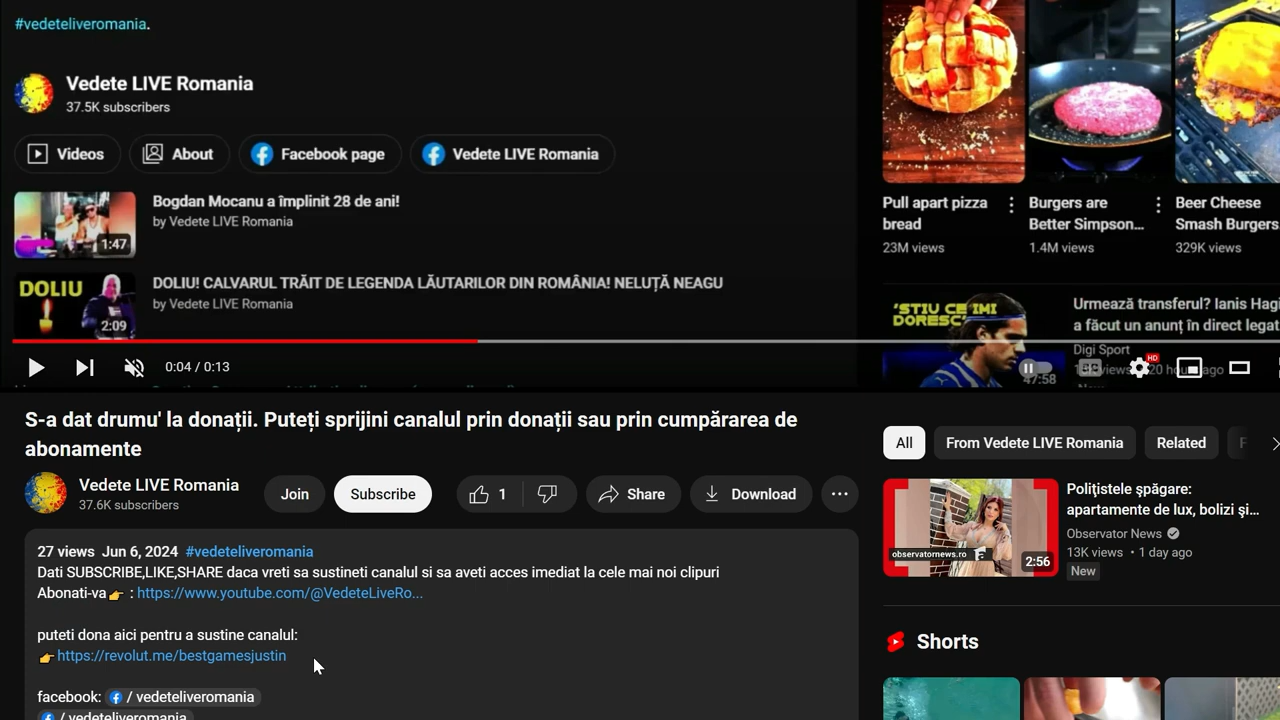 #vedeteliveromania.
Vedete LIVE Romania
37.5K subscribers
Videos
About
Facebook page
Vedete LIVE Romania
Bogdan Mocanu a împlinit 28 de ani!
by Vedete LIVE Romania
1:47
DOLIU! CALVARUL TRĂIT DE LEGENDA LĂUTARILOR DIN ROMÂNIA! NELUȚĂ NEAGU
by Vedete LIVE Romania
DOLIU
2:09
0:04 / 0:13
HD
Pull apart pizza
bread
23M views
Burgers are
Better Simpson...
1.4M views
Beer Cheese
Smash Burgers
329K views
'STIU CE IMI
DORESC'
47:58
Urmează transferul? Ianis Hagi
a făcut un anunț în direct legat
Digi Sport
S-a dat drumu' la donații. Puteți sprijini canalul prin donații sau prin cumpărarea de
abonamente
Vedete LIVE Romania
37.6K subscribers
Join
Subscribe
1
Share
Download
27 views Jun 6, 2024 #vedeteliveromania
Dati SUBSCRIBE,LIKE,SHARE daca vreti sa sustineti canalul si sa aveti acces imediat la cele mai noi clipuri
Abonati-va👉 : https://www.youtube.com/@VedeteLiveRo...
puteti dona aici pentru a sustine canalul:
👉https://revolut.me/bestgamesjustin
facebook: / vedeteliveromania
/ vedeteliveromania
All
From Vedete LIVE Romania
Related
observatornews.ro
2:56
Polițistele șpăgare:
apartamente de lux, bolizi și...
Observator News
13K views • 1 day ago
New
Shorts